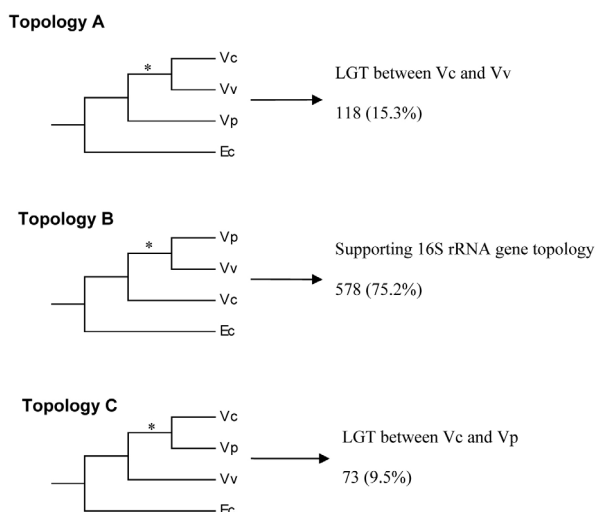 Topology A
*
Vc
Vv
Vp
Ec
LGT between Vc and Vv
118 (15.3%)
Topology B
*
Vp
Vv
Vc
Ec
Supporting 16S rRNA gene topology
578 (75.2%)
Topology C
*
Vc
Vp
Vv
Ec
LGT between Vc and Vp
73 (9.5%)